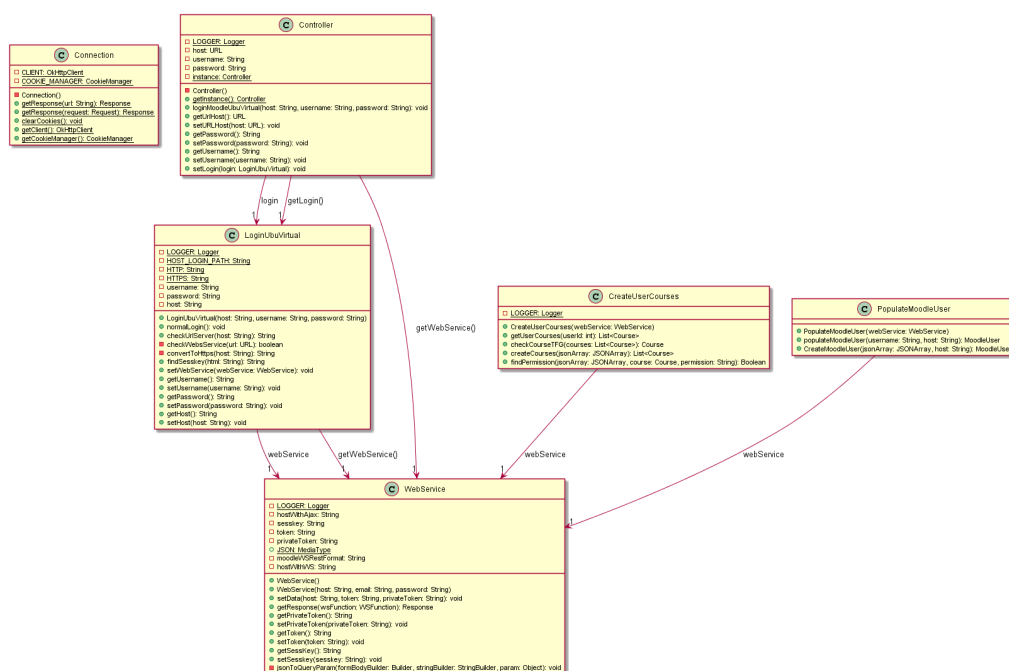 Connection
CLIENT: OkHttpClient
COOKIE_MANAGER: CookieManager
Connection()
getResponse(url: String): Response
getResponse(request: Request): Response
clearCookies(): void
getClient(): OkHttpClient
getCookieManager(): CookieManager
Controller
LOGGER: Logger
host: URL
username: String
password: String
instance: Controller
Controller()
getInstance(): Controller
loginMoodleUbuVirtual(host: String, username: String, password: String): void
getUrlHost(): URL
setURLHost(host: URL): void
getPassword(): String
setPassword(password: String): void
getUsername(): String
setUsername(username: String): void
setLogin(login: LoginUbuVirtual): void
login
getLogin()
1
1
getWebService()
LoginUbuVirtual
LOGGER: Logger
HOST_LOGIN_PATH: String
HTTP: String
HTTPS: String
username: String
password: String
host: String
LoginUbuVirtual(host: String, username: String, password: String)
normalLogin(): void
checkUrlServer(host: String): String
checkWebsService(url: URL): boolean
convertToHttps(host: String): String
findSesskey(html: String): String
setWebService(webService: WebService): void
getUsername(): String
setUsername(username: String): void
getPassword(): String
setPassword(password: String): void
getHost(): String
setHost(host: String): void
CreateUserCourses
LOGGER: Logger
CreateUserCourses(webService: WebService)
getUserCourses(userId: int): List<Course>
checkCourseTFG(courses: List<Course>): Course
createCourses(jsonArray: JSONArray): List<Course>
findPermission(jsonArray: JSONArray, course: Course, permission: String): Boolean
PopulateMoodleUser
PopulateMoodleUser(webService: WebService)
populateMoodleUser(username: String, host: String): MoodleUser
CreateMoodleUser(jsonArray: JSONArray, host: String): MoodleUser
webService
getWebService()
webService
webService
1
1
1
1
1
WebService
LOGGER: Logger
hostWithAjax: String
sesskey: String
token: String
privateToken: String
JSON: MediaType
moodleWSRestFormat: String
hostWithWS: String
WebService()
WebService(host: String, email: String, password: String)
setData(host: String, token: String, privateToken: String): void
getResponse(wsFunction: WSFunction): Response
getPrivateToken(): String
setPrivateToken(privateToken: String): void
getToken(): String
setToken(token: String): void
getSessKey(): String
setSesskey(sesskey: String): void
jsonToQueryParam(formBodyBuilder: Builder, stringBuilder: StringBuilder, param: Object): void